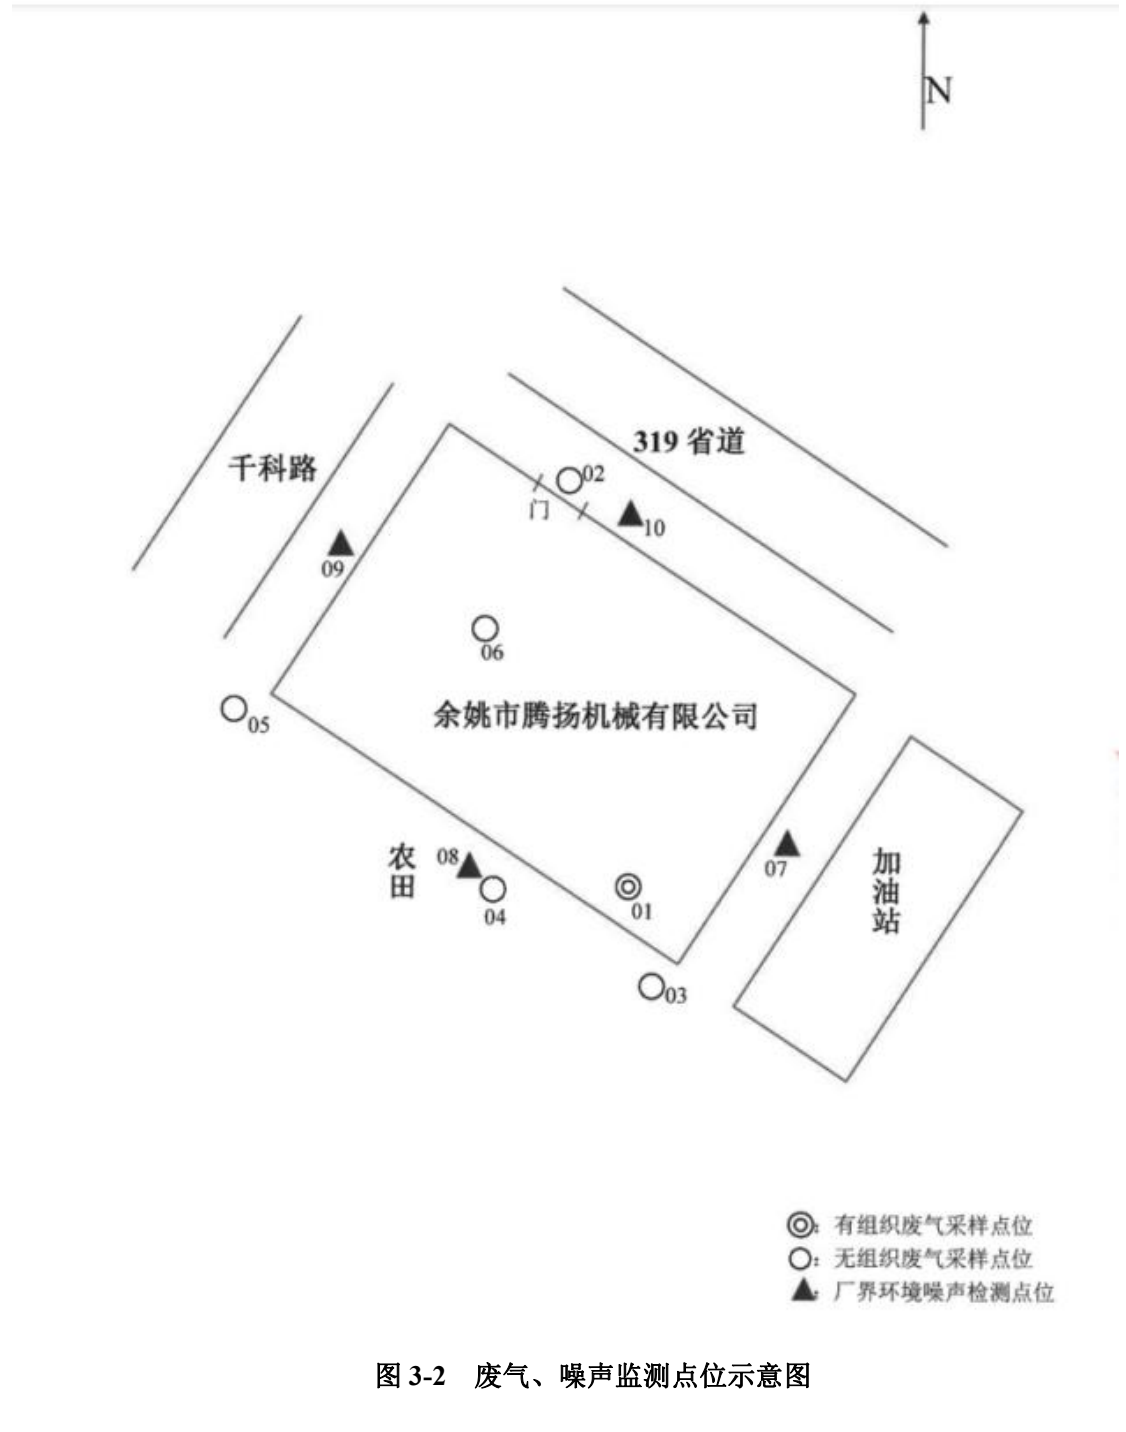 N
319 省道
千科路
02
门
10
09
06
余姚市腾扬机械有限公司
05
农田
08
04
01
07
加油站
03
◎：有组织废气采样点位
○：无组织废气采样点位
▲：厂界环境噪声检测点位
图 3-2 废气、噪声监测点位示意图